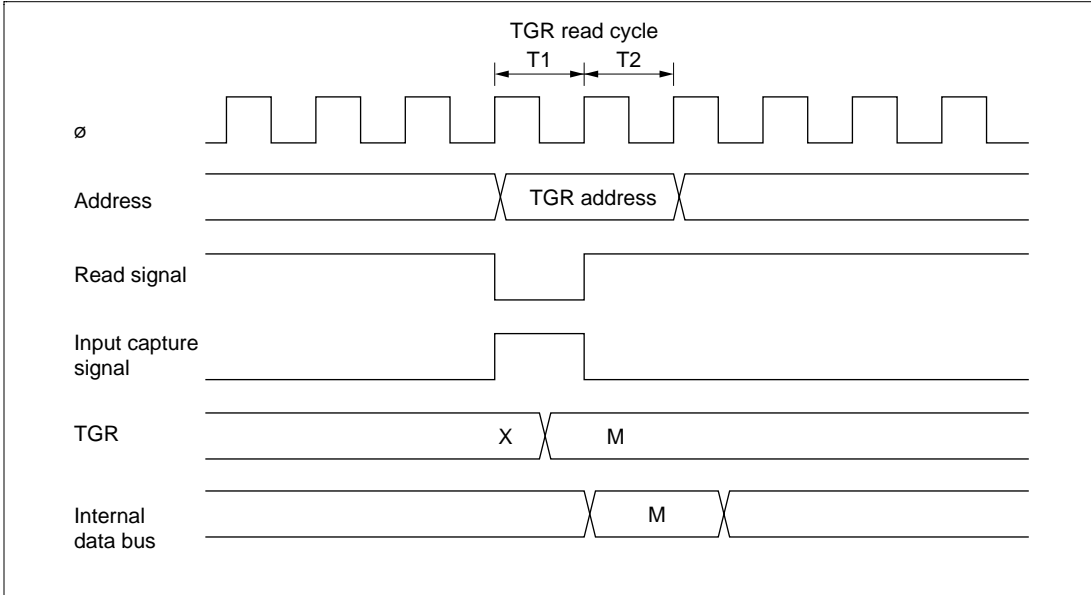 TGR read cycle
T1 T2
ø
Address
TGR address
Read signal
Input capture
signal
TGR
X M
Internal
data bus
M